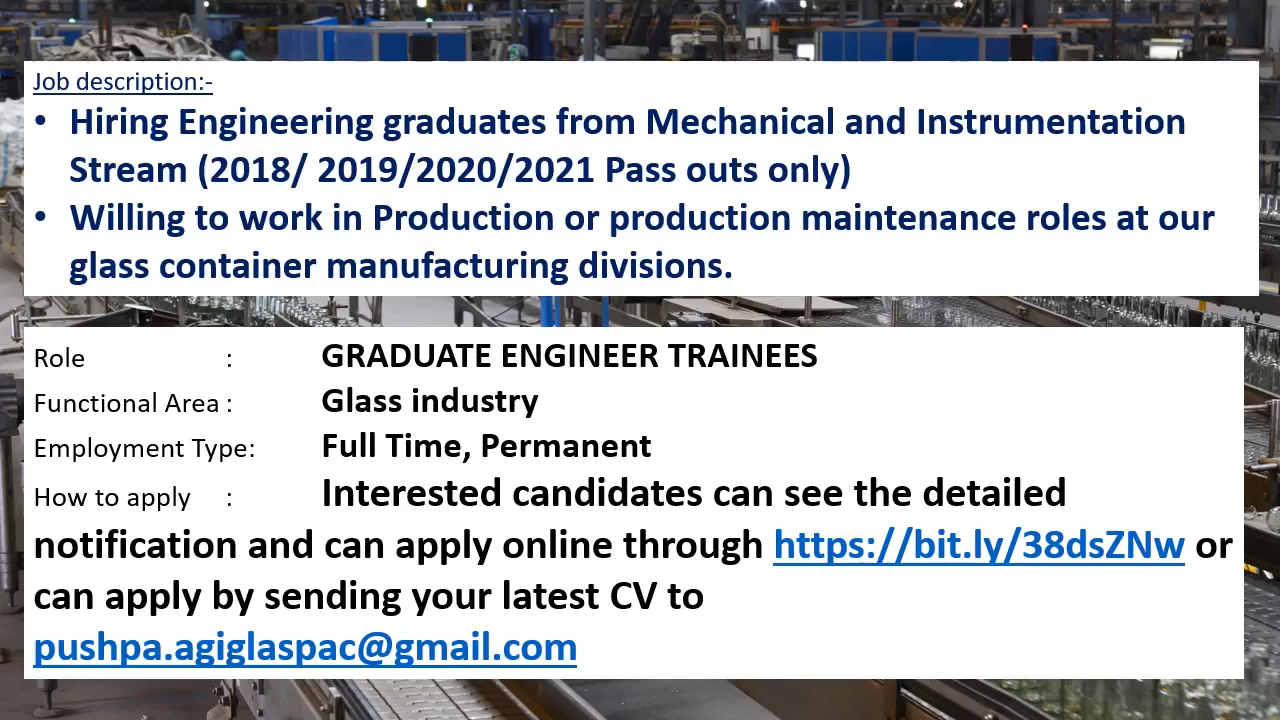 Job description:-
• Hiring Engineering graduates from Mechanical and Instrumentation
Stream (2018/ 2019/2020/2021 Pass outs only)
• Willing to work in Production or production maintenance roles at our
glass container manufacturing divisions.
Role : GRADUATE ENGINEER TRAINEES
Functional Area : Glass industry
Employment Type: Full Time, Permanent
How to apply : Interested candidates can see the detailed
notification and can apply online through https://bit.ly/38dsZNw or
can apply by sending your latest CV to
pushpa.agiglaspac@gmail.com